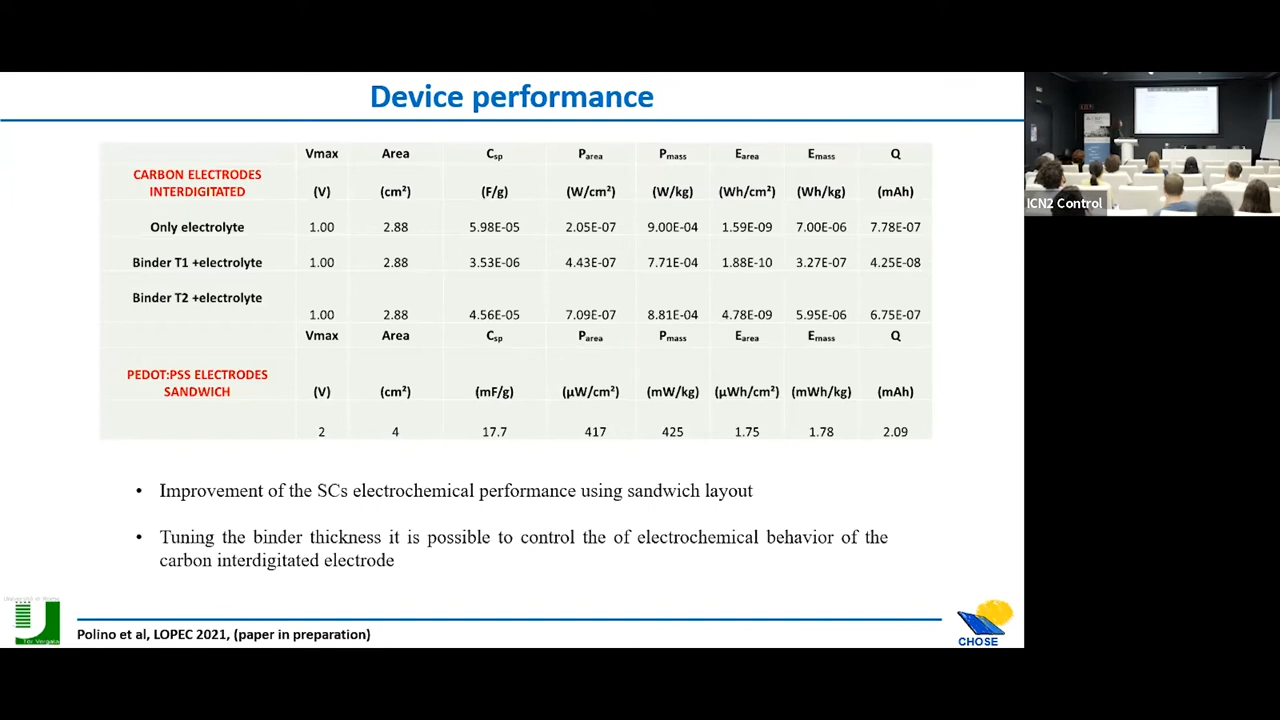 Device performance
Vmax Area Cₛₚ Pₐᵣₑₐ Pₘₐₛₛ Eₐᵣₑₐ Eₘₐₛₛ Q
CARBON ELECTRODES
INTERDIGITATED
(V) (cm²) (F/g) (W/cm²) (W/kg) (Wh/cm²) (Wh/kg) (mAh)
Only electrolyte 1.00 2.88 5.98E-05 2.05E-07 9.00E-04 1.59E-09 7.00E-06 7.78E-07
Binder T1 +electrolyte 1.00 2.88 3.53E-06 4.43E-07 7.71E-04 1.88E-10 3.27E-07 4.25E-08
Binder T2 +electrolyte
1.00 2.88 4.56E-05 7.09E-07 8.81E-04 4.78E-09 5.95E-06 6.75E-07
Vmax Area Cₛₚ Pₐᵣₑₐ Pₘₐₛₛ Eₐᵣₑₐ Eₘₐₛₛ Q
PEDOT:PSS ELECTRODES
SANDWICH
(V) (cm²) (mF/g) (µW/cm²) (mW/kg) (µWh/cm²) (mWh/kg) (mAh)
2 4 17.7 417 425 1.75 1.78 2.09
• Improvement of the SCs electrochemical performance using sandwich layout
• Tuning the binder thickness it is possible to control the of electrochemical behavior of the
carbon interdigitated electrode
Tor Vergata
Polino et al, LOPEC 2021, (paper in preparation)
CHOSE
ICN2 Control